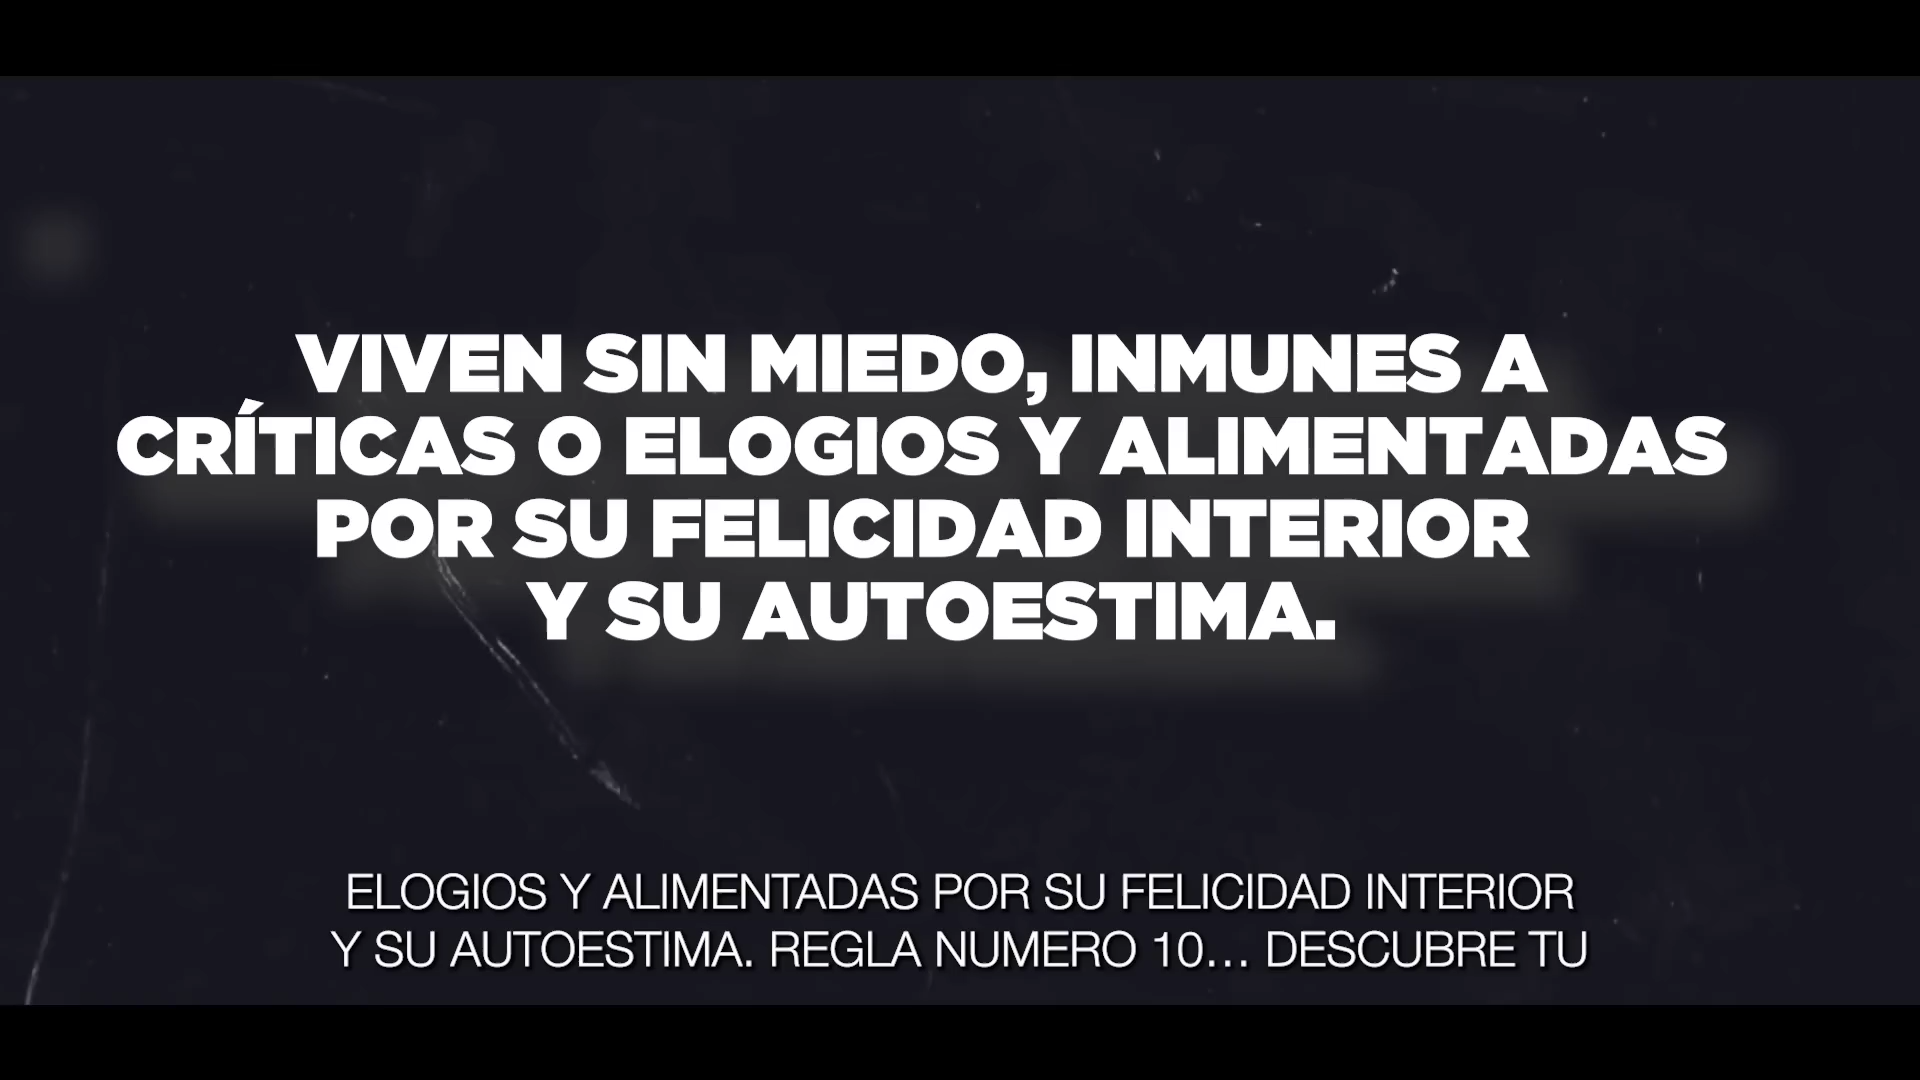 VIVEN SIN MIEDO, INMUNES A
CRÍTICAS O ELOGIOS Y ALIMENTADAS
POR SU FELICIDAD INTERIOR
Y SU AUTOESTIMA.
ELOGIOS Y ALIMENTADAS POR SU FELICIDAD INTERIOR
Y SU AUTOESTIMA. REGLA NUMERO 10... DESCUBRE TU